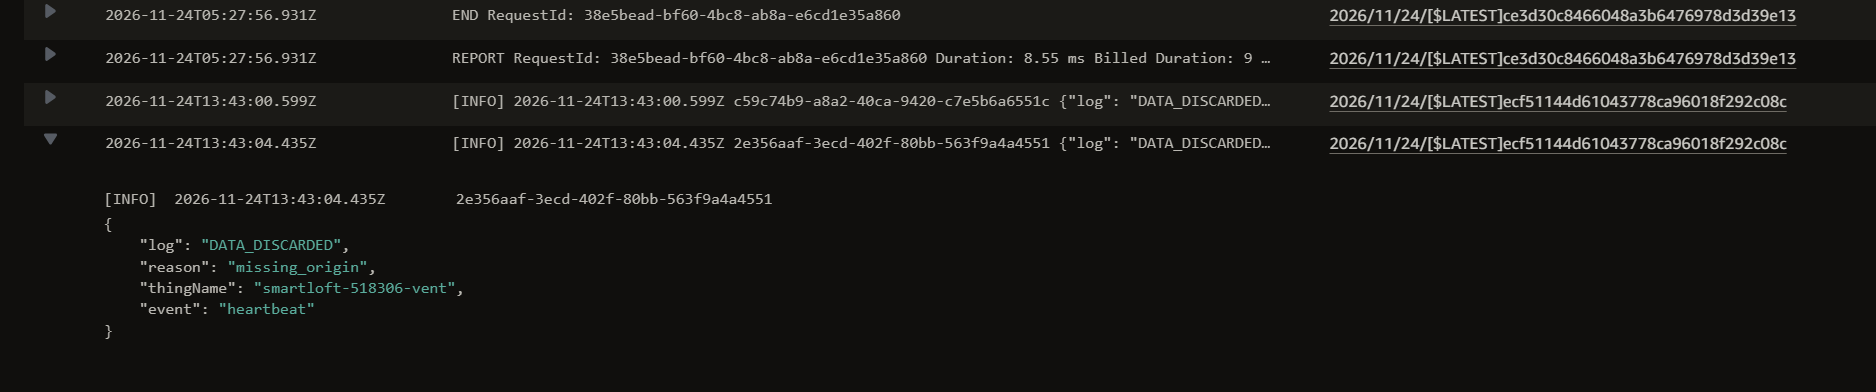 2026-11-24T05:27:56.931Z END RequestId: 38e5bead-bf60-4bc8-ab8a-e6cd1e35a860 2026/11/24/[$LATEST]ce3d30c8466048a3b6476978d3d39e13
2026-11-24T05:27:56.931Z REPORT RequestId: 38e5bead-bf60-4bc8-ab8a-e6cd1e35a860 Duration: 8.55 ms Billed Duration: 9 … 2026/11/24/[$LATEST]ce3d30c8466048a3b6476978d3d39e13
2026-11-24T13:43:00.599Z [INFO] 2026-11-24T13:43:00.599Z c59c74b9-a8a2-40ca-9420-c7e5b6a6551c {"log": "DATA_DISCARDED… 2026/11/24/[$LATEST]ecf51144d61043778ca96018f292c08c
2026-11-24T13:43:04.435Z [INFO] 2026-11-24T13:43:04.435Z 2e356aaf-3ecd-402f-80bb-563f9a4a4551 {"log": "DATA_DISCARDED… 2026/11/24/[$LATEST]ecf51144d61043778ca96018f292c08c
[INFO] 2026-11-24T13:43:04.435Z 2e356aaf-3ecd-402f-80bb-563f9a4a4551
{
"log": "DATA_DISCARDED",
"reason": "missing_origin",
"thingName": "smartloft-518306-vent",
"event": "heartbeat"
}